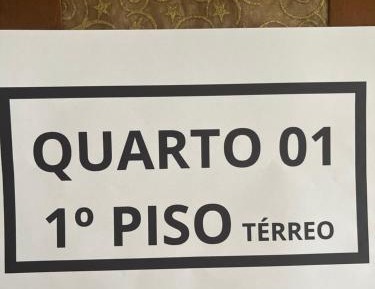 QUARTO 01
1º PISO TÉRREO